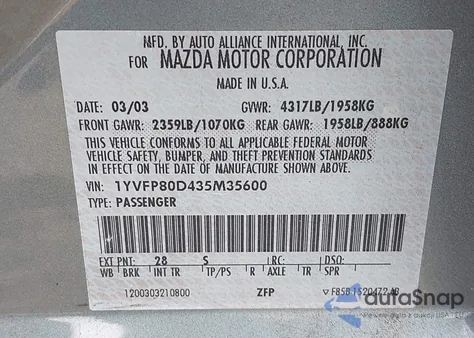 MFD. BY AUTO ALLIANCE INTERNATIONAL, INC.
FOR MAZDA MOTOR CORPORATION
MADE IN U.S.A.
DATE: 03/03 GVWR: 4317LB/1958KG
FRONT GAWR: 2359LB/1070KG REAR GAWR: 1958LB/888KG
THIS VEHICLE CONFORMS TO ALL APPLICABLE FEDERAL MOTOR
VEHICLE SAFETY, BUMPER, AND THEFT PREVENTION STANDARDS
IN EFFECT ON THE DATE OF MANUFACTURE SHOWN ABOVE.
VIN: 1YVFP80D435M35600
TYPE: PASSENGER
EXT PNT: 28 S RC: DSO:
WB BRK INT TR TP/PS R AXLE TR SPR
1200303210800 ZFP
autaSnap